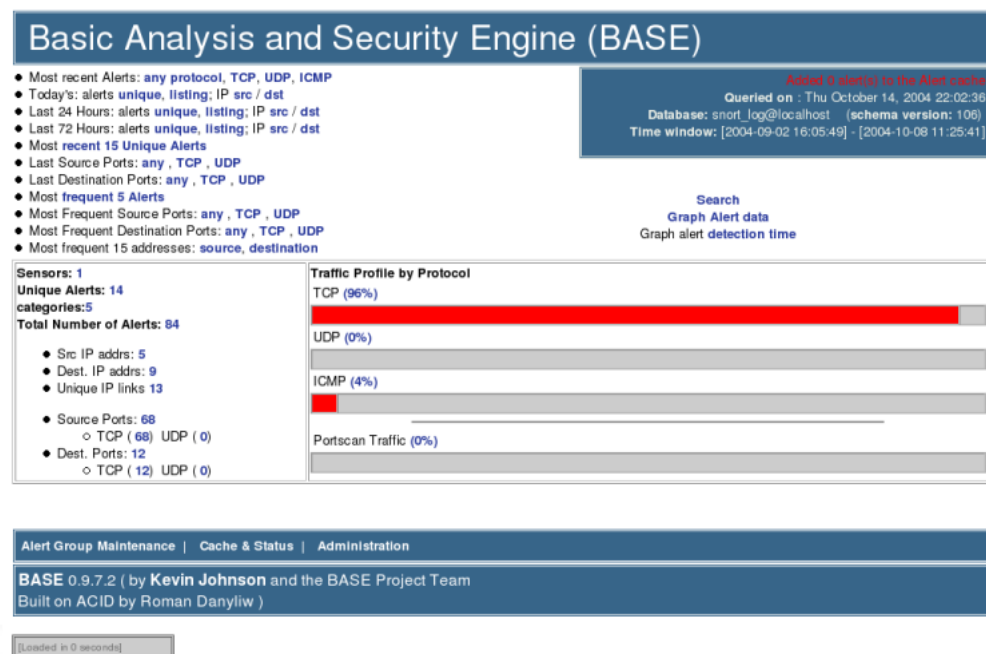 Basic Analysis and Security Engine (BASE)
Most recent Alerts: any protocol, TCP, UDP, ICMP
Today's: alerts unique, listing; IP src / dst
Last 24 Hours: alerts unique, listing; IP src / dst
Last 72 Hours: alerts unique, listing; IP src / dst
Most recent 15 Unique Alerts
Last Source Ports: any , TCP , UDP
Last Destination Ports: any , TCP , UDP
Most frequent 5 Alerts
Most Frequent Source Ports: any , TCP , UDP
Most Frequent Destination Ports: any , TCP , UDP
Most frequent 15 addresses: source, destination
Added 0 alert(s) to the Alert cache
Queried on : Thu October 14, 2004 22:02:36
Database: snort_log@localhost (schema version: 106)
Time window: [2004-09-02 16:05:49] - [2004-10-08 11:25:41]
Search
Graph Alert data
Graph alert detection time
Sensors: 1
Unique Alerts: 14
categories:5
Total Number of Alerts: 84
Src IP addrs: 5
Dest. IP addrs: 9
Unique IP links 13
Source Ports: 68
TCP ( 68) UDP ( 0)
Dest. Ports: 12
TCP ( 12) UDP ( 0)
Traffic Profile by Protocol
TCP (96%)
UDP (0%)
ICMP (4%)
Portscan Traffic (0%)
Alert Group Maintenance | Cache & Status | Administration
BASE 0.9.7.2 ( by Kevin Johnson and the BASE Project Team
Built on ACID by Roman Danyliw )
[Loaded in 0 seconds]